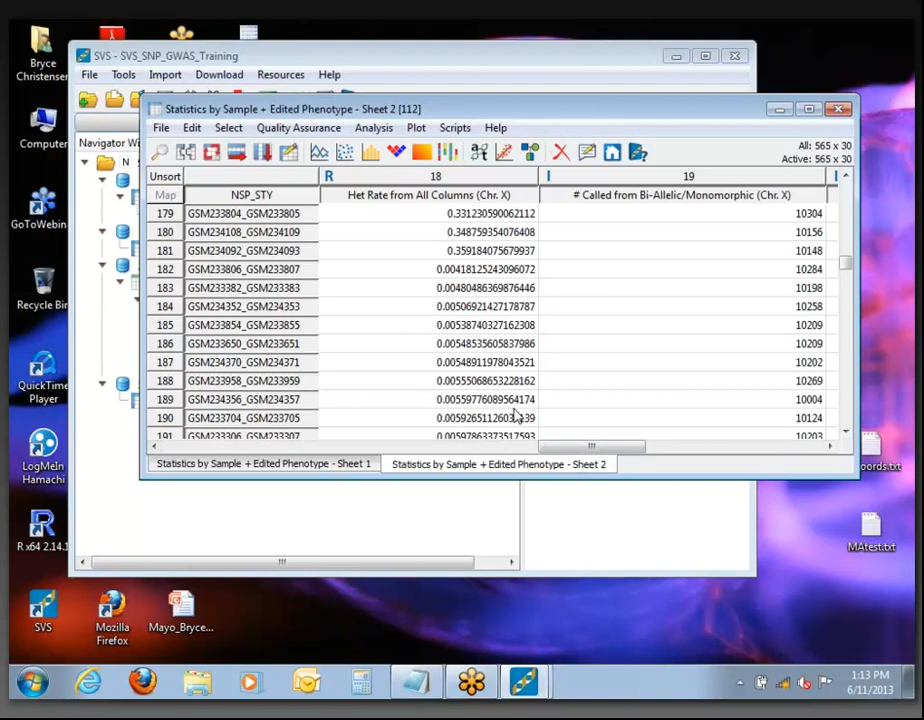 Bryce
Christensen
Computer
GoToWebin...
Recycle Bin
QuickTime
Player
LogMeIn
Hamachi
R x64 2.14.1
SVS
Mozilla
Firefox
Mayo_Bryce...
MAtest.txt
SVS - SVS_SNP_GWAS_Training
File Tools Import Download Resources Help
Navigator Wi
N
Statistics by Sample + Edited Phenotype - Sheet 2 [112]
File Edit Select Quality Assurance Analysis Plot Scripts Help
All: 565 x 30
Active: 565 x 30
Unsort R 18 I 19 I
Map NSP_STY Het Rate from All Columns (Chr. X) # Called from Bi-Allelic/Monomorphic (Chr. X)
179 GSM233804_GSM233805 0.331230590062112 10304
180 GSM234108_GSM234109 0.348759354076408 10156
181 GSM234092_GSM234093 0.359184075679937 10148
182 GSM233806_GSM233807 0.00418125243096072 10284
183 GSM233382_GSM233383 0.00480486369876446 10198
184 GSM234352_GSM234353 0.00506921427178787 10258
185 GSM233854_GSM233855 0.00538740327162308 10209
186 GSM233650_GSM233651 0.00548535605837986 10209
187 GSM234370_GSM234371 0.00548911978043521 10202
188 GSM233958_GSM233959 0.00550068653228162 10269
189 GSM234356_GSM234357 0.00559776089564174 10004
190 GSM233704_GSM233705 10124
191 GSM233306_GSM233307 0.00597863373517593 10203
Statistics by Sample + Edited Phenotype - Sheet 1 Statistics by Sample + Edited Phenotype - Sheet 2
1:13 PM
6/11/2013